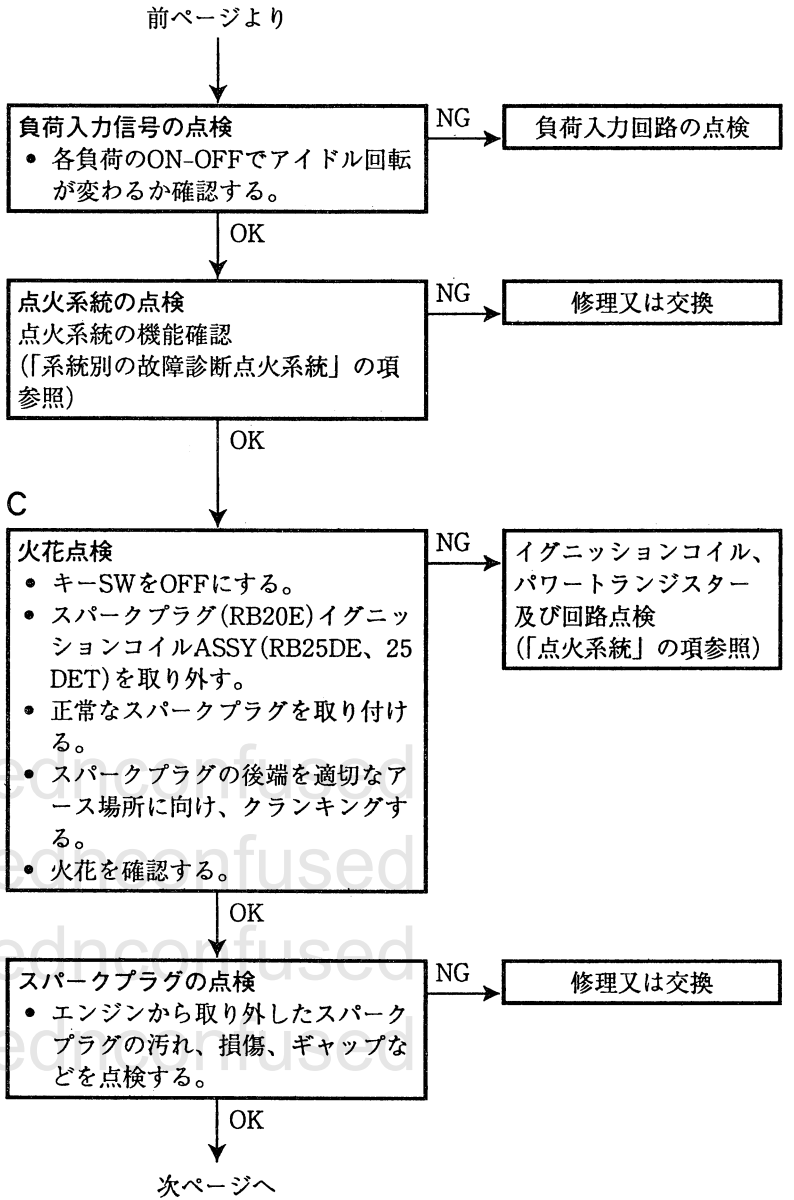 前ページより
負荷入力信号の点検
● 各負荷のON-OFFでアイドル回転
が変わるか確認する。
NG
負荷入力回路の点検
OK
点火系統の点検
点火系統の機能確認
(「系統別の故障診断点火系統」の項
参照)
NG
修理又は交換
OK
C
火花点検
● キーSWをOFFにする。
● スパークプラグ(RB20E)イグニッ
ションコイルASSY(RB25DE、25
DET)を取り外す。
● 正常なスパークプラグを取り付け
る。
● スパークプラグの後端を適切なア
ース場所に向け、クランキングす
る。
● 火花を確認する。
NG
イグニッションコイル、
パワートランジスター
及び回路点検
(「点火系統」の項参照)
OK
スパークプラグの点検
● エンジンから取り外したスパーク
プラグの汚れ、損傷、ギャップな
どを点検する。
NG
修理又は交換
OK
次ページへ
ednconfused
ednconfused
ednconfused
ednconfused